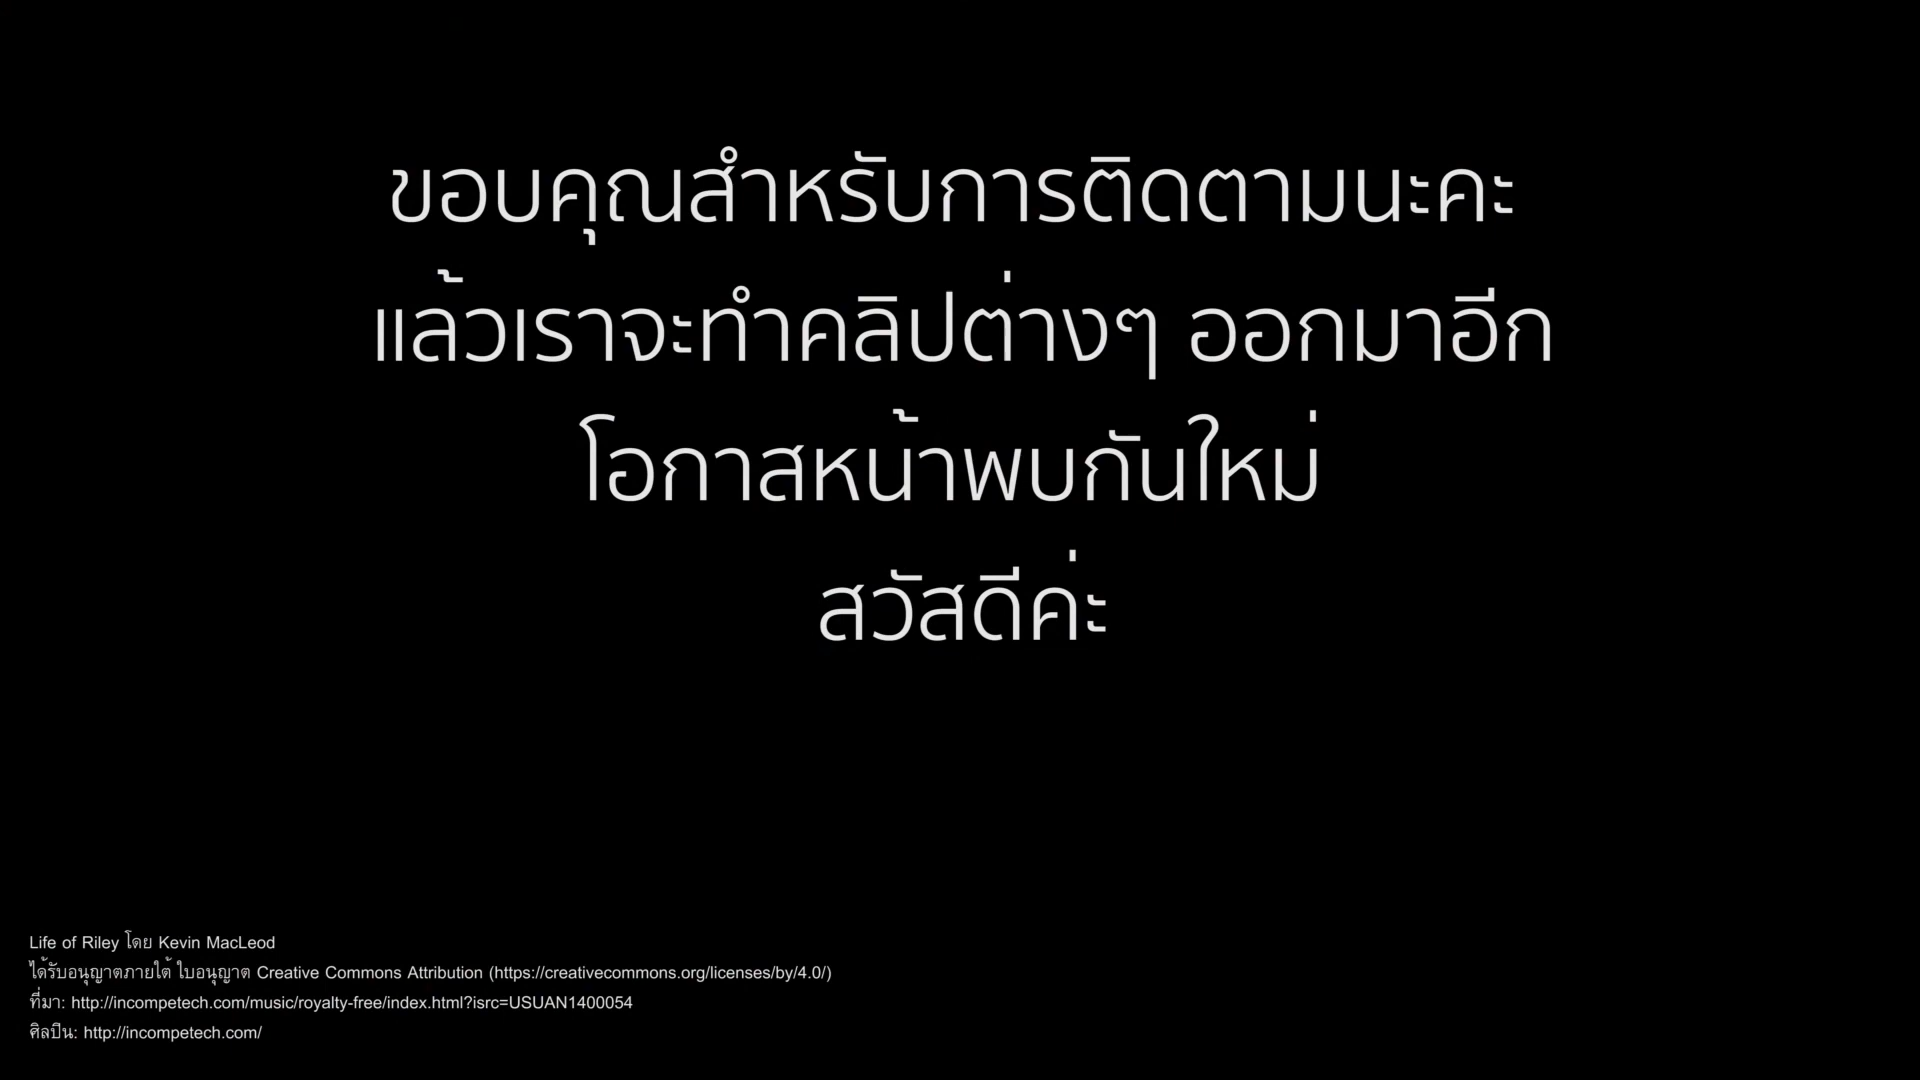 ขอบคุณสำหรับการติดตามนะคะ
แล้วเราจะทำคลิปต่างๆ ออกมาอีก
โอกาสหน้าพบกันใหม่
สวัสดีค่ะ
Life of Riley โดย Kevin MacLeod
ได้รับอนุญาตภายใต้ ใบอนุญาต Creative Commons Attribution (https://creativecommons.org/licenses/by/4.0/)
ที่มา: http://incompetech.com/music/royalty-free/index.html?isrc=USUAN1400054
ศิลปิน: http://incompetech.com/